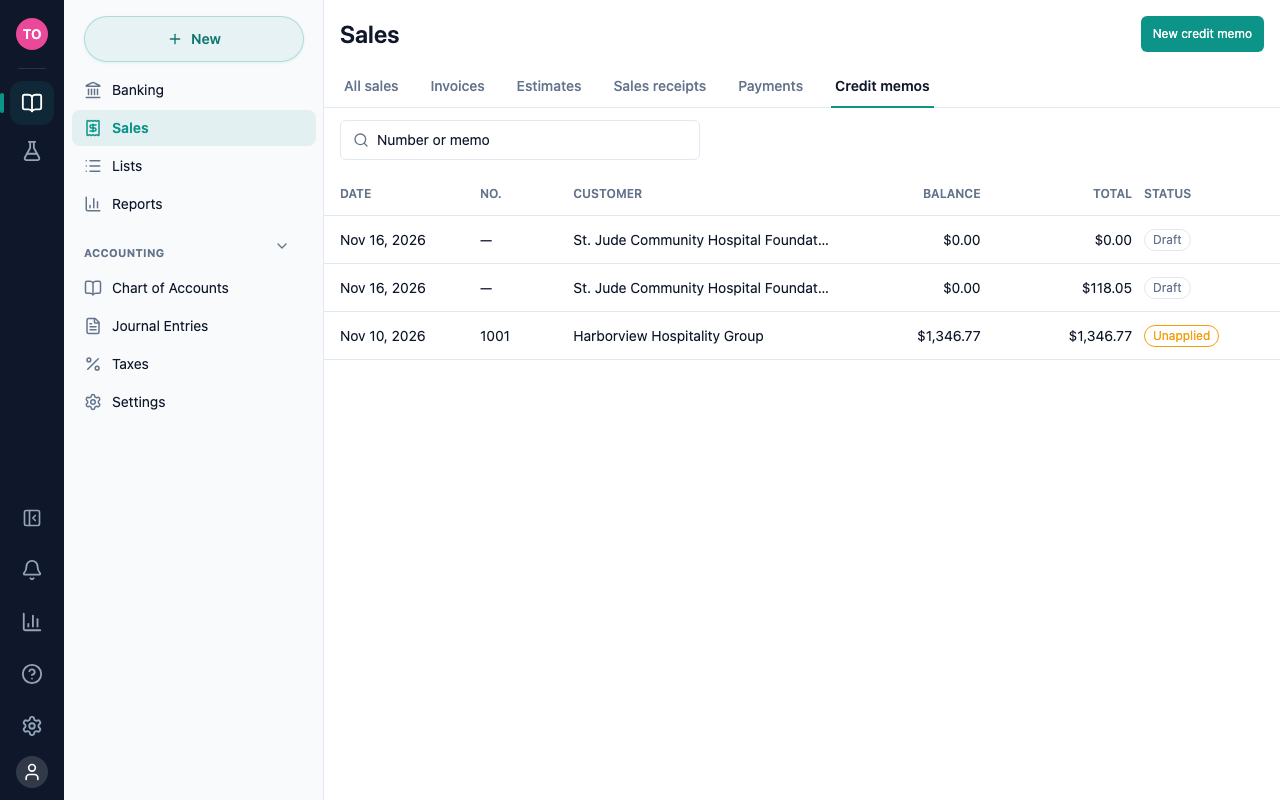 TO
New
Banking
Sales
Lists
Reports
ACCOUNTING
Chart of Accounts
Journal Entries
Taxes
Settings
Sales
New credit memo
All sales Invoices Estimates Sales receipts Payments Credit memos
Number or memo
DATE NO. CUSTOMER BALANCE TOTAL STATUS
Nov 16, 2026 — St. Jude Community Hospital Foundat... $0.00 $0.00 Draft
Nov 16, 2026 — St. Jude Community Hospital Foundat... $0.00 $118.05 Draft
Nov 10, 2026 1001 Harborview Hospitality Group $1,346.77 $1,346.77 Unapplied